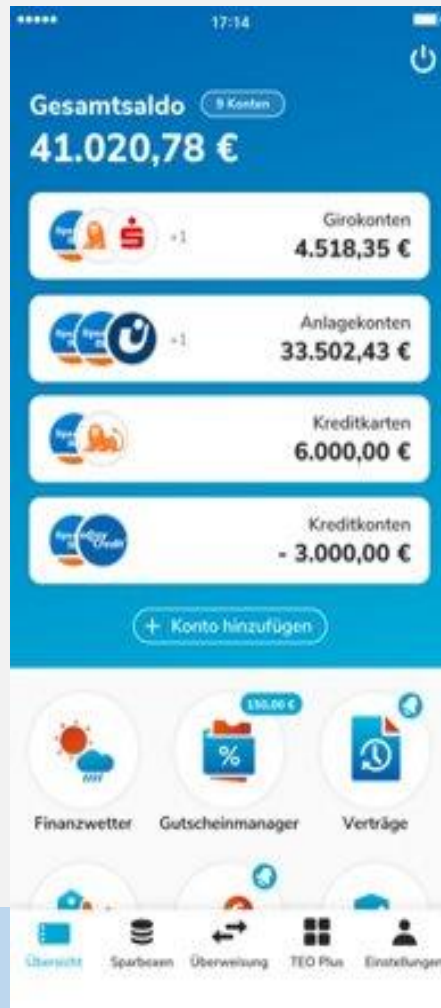 17:14
Gesamtsaldo 9 Konten
41.020,78 €
Girokonten
+1
4.518,35 €
Anlagekonten
+1
33.502,43 €
Kreditkarten
6.000,00 €
Kreditkonten
- 3.000,00 €
+ Konto hinzufügen
150,00 €
%
Finanzwetter Gutscheinmanager Verträge
Übersicht Sparboxen Überweisung TEO Plus Einstellungen